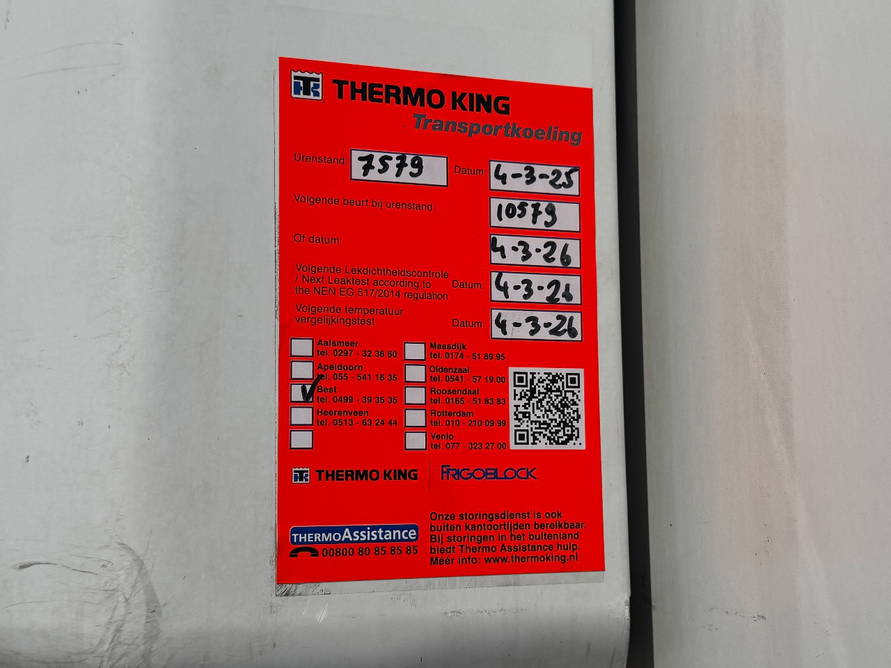 THERMO KING
Transportkoeling
Urenstand: 7579 Datum: 4-3-25
Volgende beurt bij urenstand: 10579
Of datum: 4-3-26
Volgende Lekdichtheidscontrole
/ Next Leaktest according to
the NEN EG 517/2014 regulation Datum: 4-3-26
Volgende temperatuur
vergelijkingstest Datum: 4-3-26
Aalsmeer
tel. 0297 - 32 36 60
Apeldoorn
tel. 055 - 541 16 35
Best
tel. 0499 - 39 35 35
Heerenveen
tel. 0513 - 63 24 44
Maasdijk
tel. 0174 - 51 89 95
Oldenzaal
tel. 0541 - 57 19 00
Roosendaal
tel. 0165 - 51 83 83
Rotterdam
tel. 010 - 210 09 99
Venlo
tel. 077 - 323 27 00
THERMO KING
FRIGOBLOCK
THERMOAssistance
00800 80 85 85 85
Onze storingsdienst is ook
buiten kantoortijden bereikbaar.
Bij storingen in het buitenland
biedt Thermo Assistance hulp.
Meer info: www.thermoking.nl